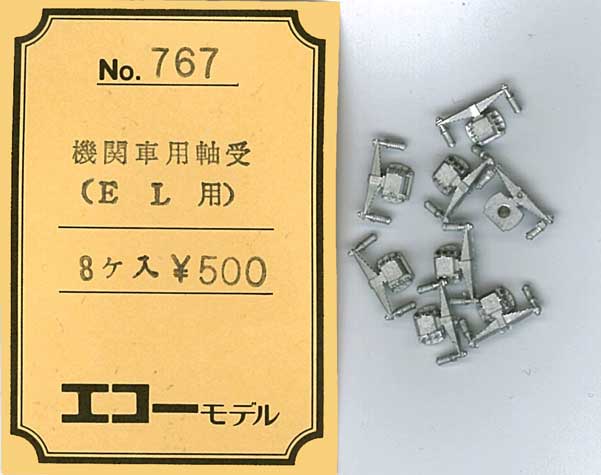 No. 767
機関車用軸受
(E L 用)
8ケ入 ¥500
エコーモデル